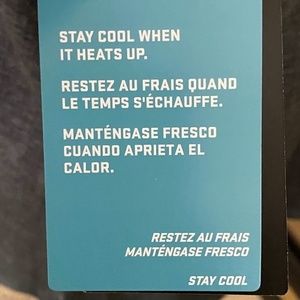 STAY COOL WHEN
IT HEATS UP.
RESTEZ AU FRAIS QUAND
LE TEMPS S'ÉCHAUFFE.
MANTÉNGASE FRESCO
CUANDO APRIETA EL
CALOR.
RESTEZ AU FRAIS
MANTÉNGASE FRESCO
STAY COOL